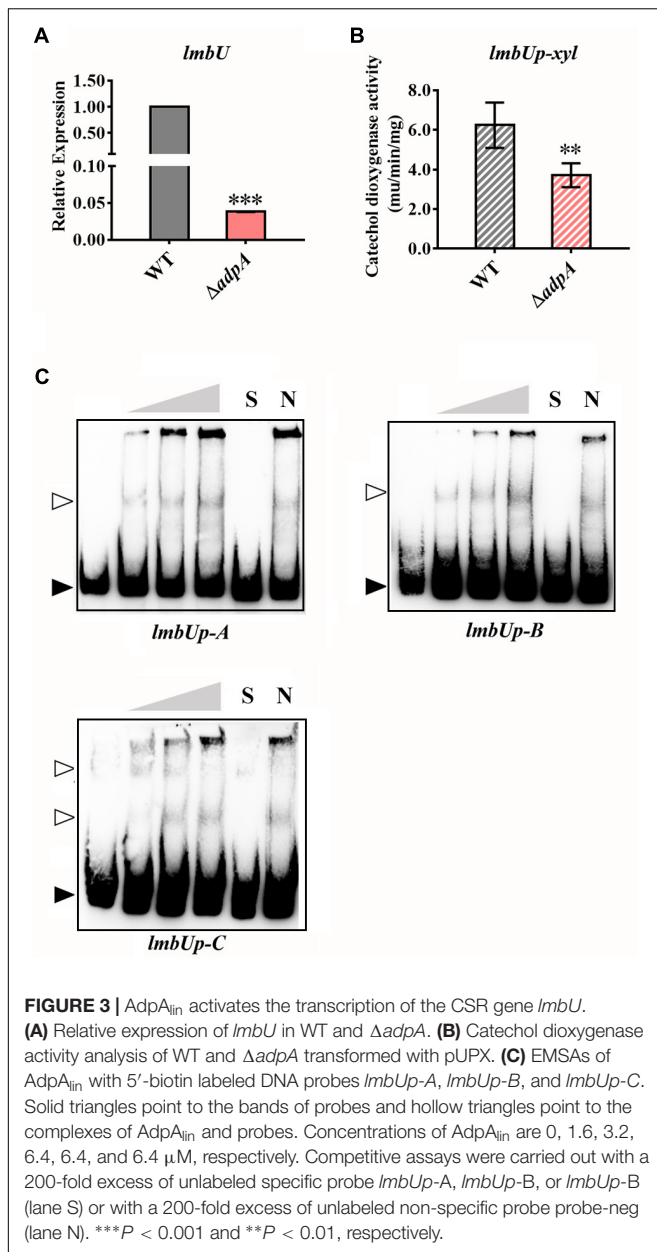 A
lmbU
Relative Expression
1.50
1.00
0.50
0.10
0.05
0.00
***
WT
ΔadpA
B
lmbUp-xyl
Catechol dioxygenase activity
(mu/min/mg)
8.0
6.0
4.0
2.0
0.0
**
WT
ΔadpA
C
S N
lmbUp-A
S N
lmbUp-B
S N
lmbUp-C
FIGURE 3 | AdpAlin activates the transcription of the CSR gene lmbU.
(A) Relative expression of lmbU in WT and ΔadpA. (B) Catechol dioxygenase
activity analysis of WT and ΔadpA transformed with pUPX. (C) EMSAs of
AdpAlin with 5′-biotin labeled DNA probes lmbUp-A, lmbUp-B, and lmbUp-C.
Solid triangles point to the bands of probes and hollow triangles point to the
complexes of AdpAlin and probes. Concentrations of AdpAlin are 0, 1.6, 3.2,
6.4, 6.4, and 6.4 μM, respectively. Competitive assays were carried out with a
200-fold excess of unlabeled specific probe lmbUp-A, lmbUp-B, or lmbUp-B
(lane S) or with a 200-fold excess of unlabeled non-specific probe probe-neg
(lane N). ***P < 0.001 and **P < 0.01, respectively.